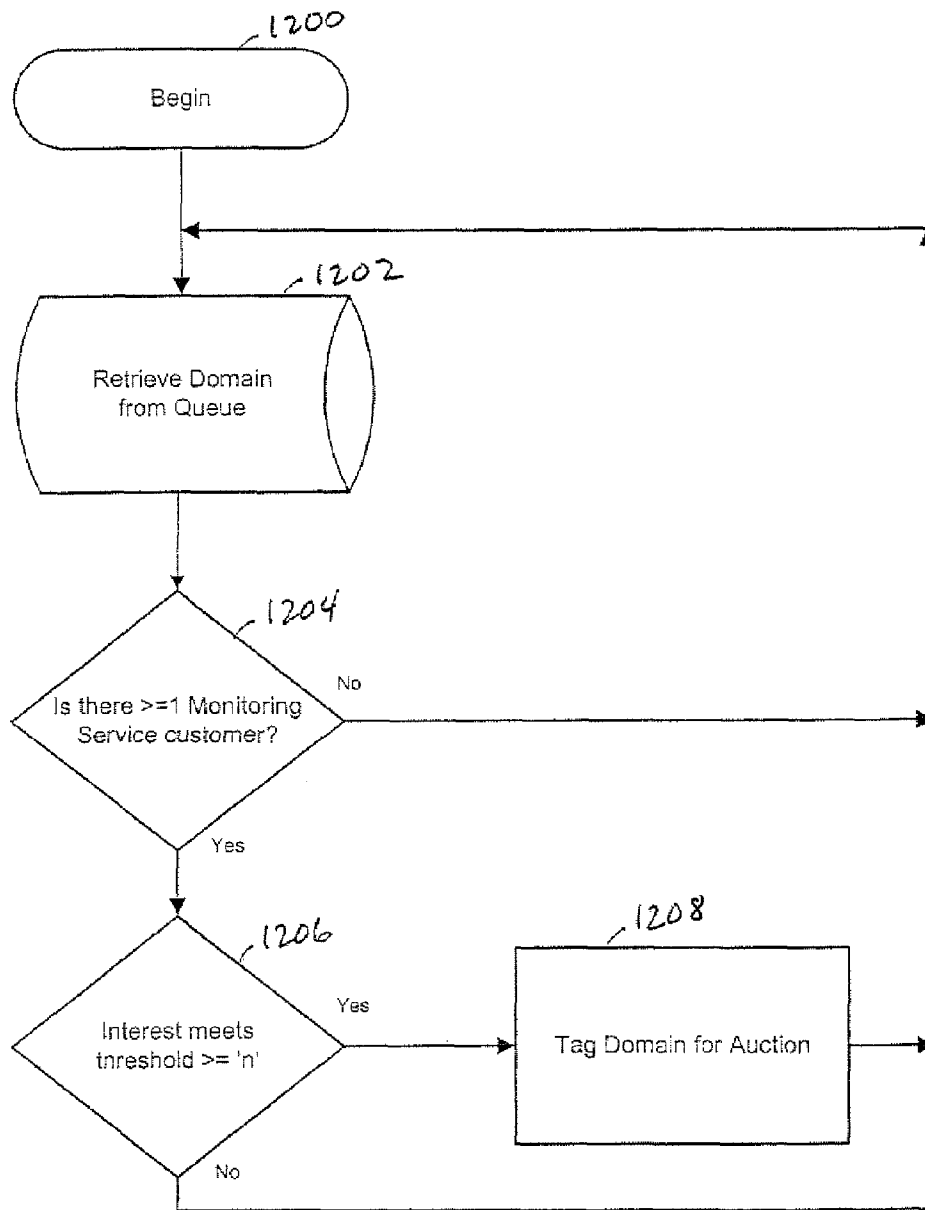 1200
Begin
1202
Retrieve Domain
from Queue
1204
Is there >=1 Monitoring
Service customer?
No
Yes
1206
Interest meets
tnreshold >= 'n'
Yes
No
1208
Tag Domain for Auction